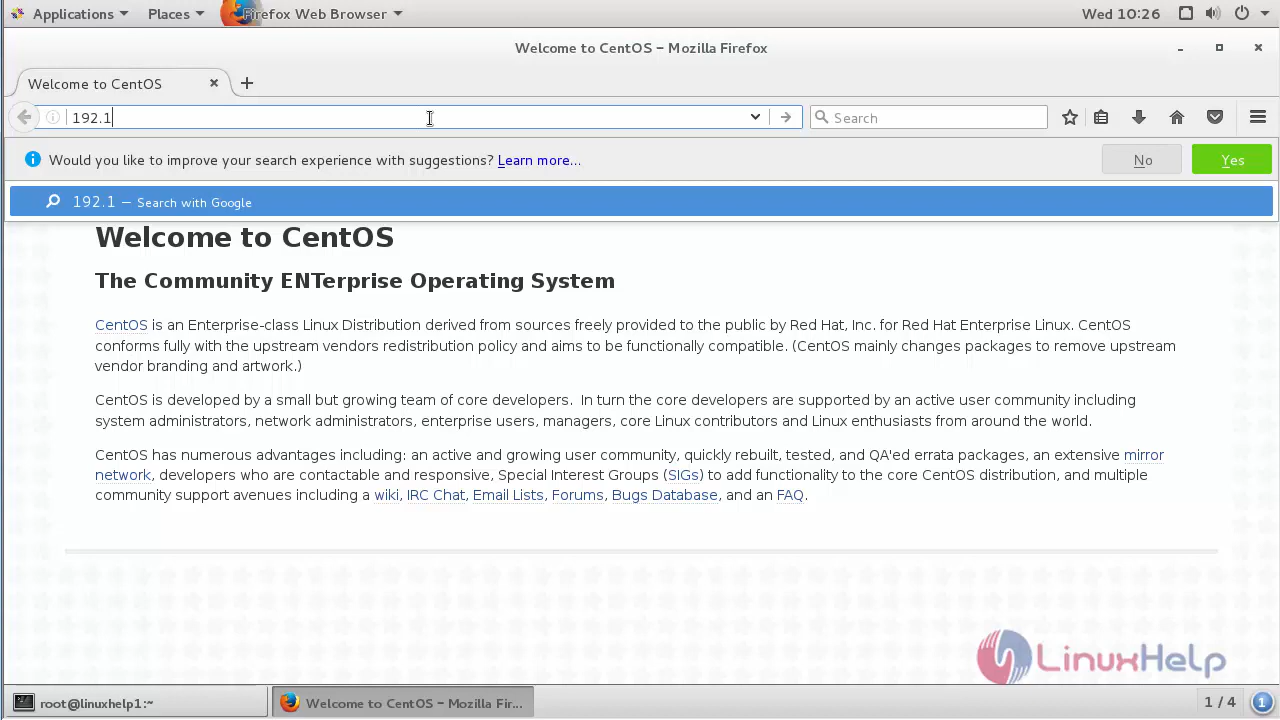 Applications Places Firefox Web Browser Wed 10:26
Welcome to CentOS – Mozilla Firefox
Welcome to CentOS
192.1 Search
Would you like to improve your search experience with suggestions? Learn more... No Yes
192.1 — Search with Google
Welcome to CentOS
The Community ENTerprise Operating System
CentOS is an Enterprise-class Linux Distribution derived from sources freely provided to the public by Red Hat, Inc. for Red Hat Enterprise Linux. CentOS
conforms fully with the upstream vendors redistribution policy and aims to be functionally compatible. (CentOS mainly changes packages to remove upstream
vendor branding and artwork.)
CentOS is developed by a small but growing team of core developers. In turn the core developers are supported by an active user community including
system administrators, network administrators, enterprise users, managers, core Linux contributors and Linux enthusiasts from around the world.
CentOS has numerous advantages including: an active and growing user community, quickly rebuilt, tested, and QA'ed errata packages, an extensive mirror
network, developers who are contactable and responsive, Special Interest Groups (SIGs) to add functionality to the core CentOS distribution, and multiple
community support avenues including a wiki, IRC Chat, Email Lists, Forums, Bugs Database, and an FAQ.
LinuxHelp
root@linuxhelp1:~ Welcome to CentOS – Mozilla Fir... 1 / 4 1